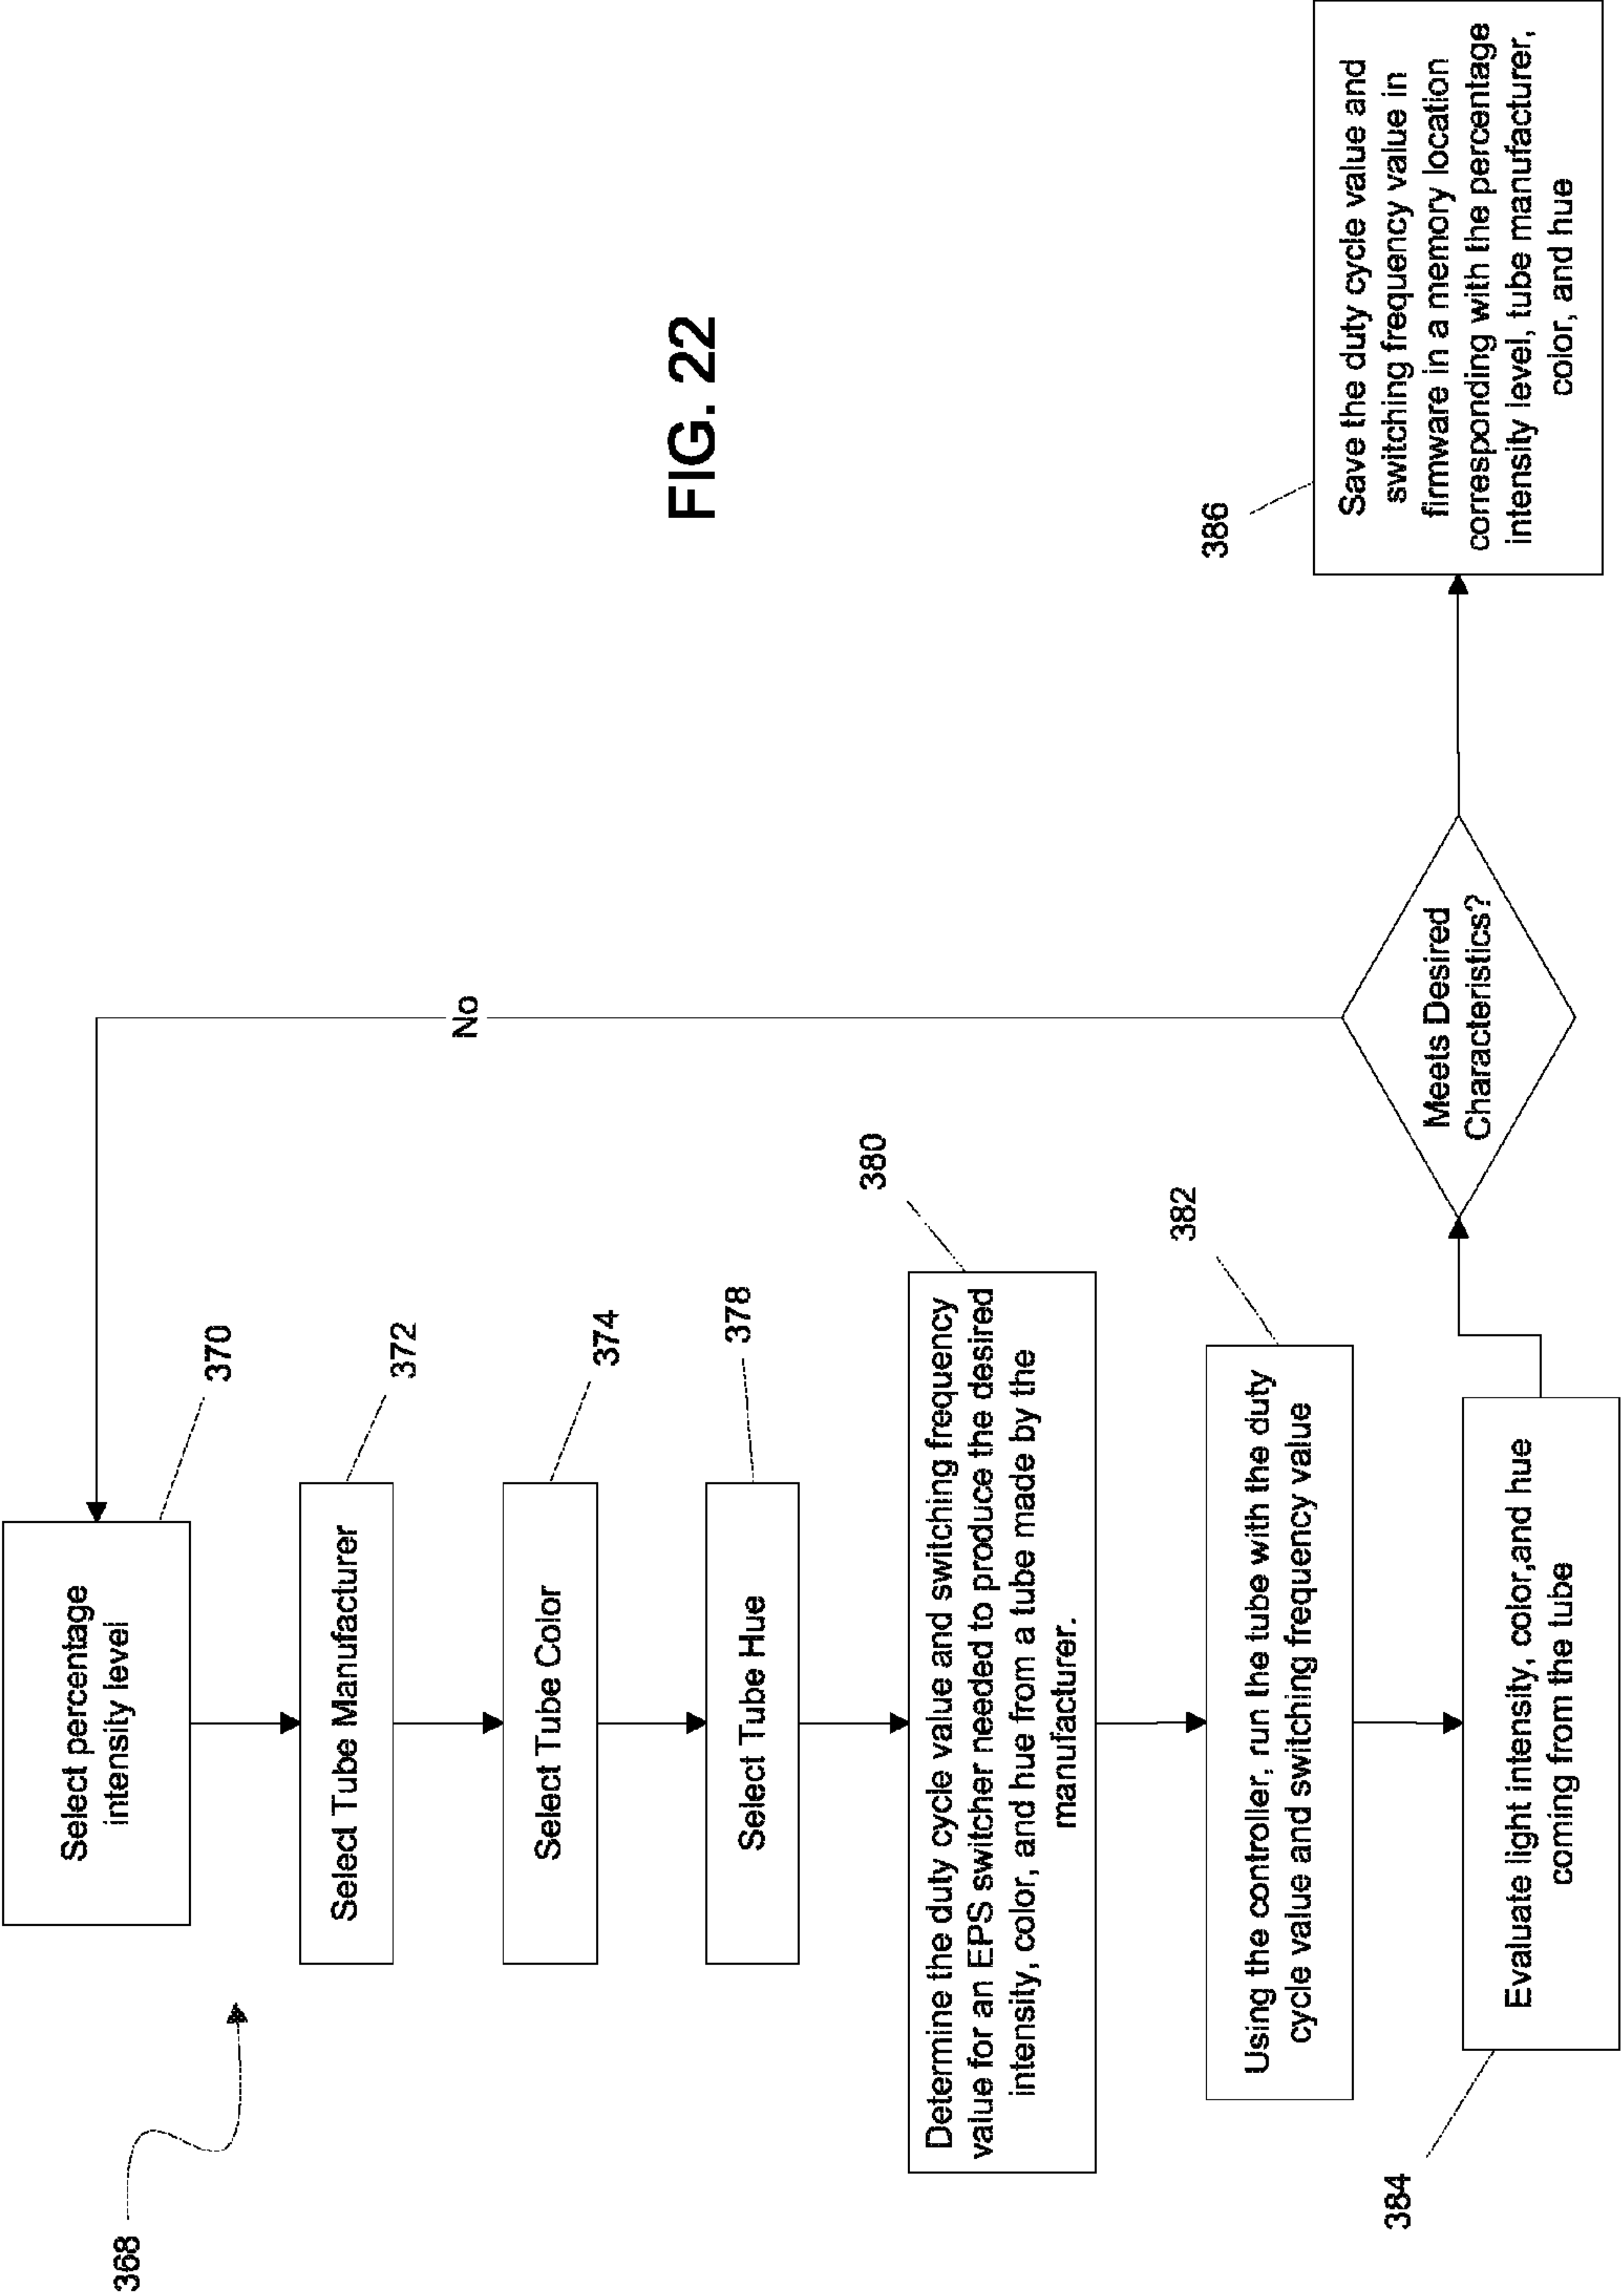 368
Select percentage
intensity level
370
Select Tube Manufacturer
372
Select Tube Color
374
Select Tube Hue
378
Determine the duty cycle value and switching frequency
value for an EPS switcher needed to produce the desired
intensity, color, and hue from a tube made by the
manufacturer.
380
Using the controller, run the tube with the duty
cycle value and switching frequency value
382
Evaluate light intensity, color,and hue
coming from the tube
384
Meets Desired
Characteristics?
No
Save the duty cycle value and
switching frequency value in
firmware in a memory location
corresponding with the percentage
intensity level, tube manufacturer,
color, and hue
386
FIG. 22